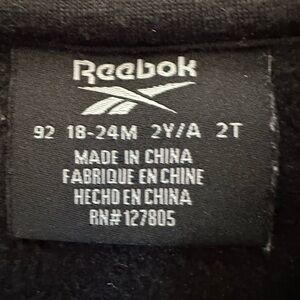 Reebok
92 18-24M 2Y/A 2T
MADE IN CHINA
FABRIQUE EN CHINE
HECHO EN CHINA
RN#127805